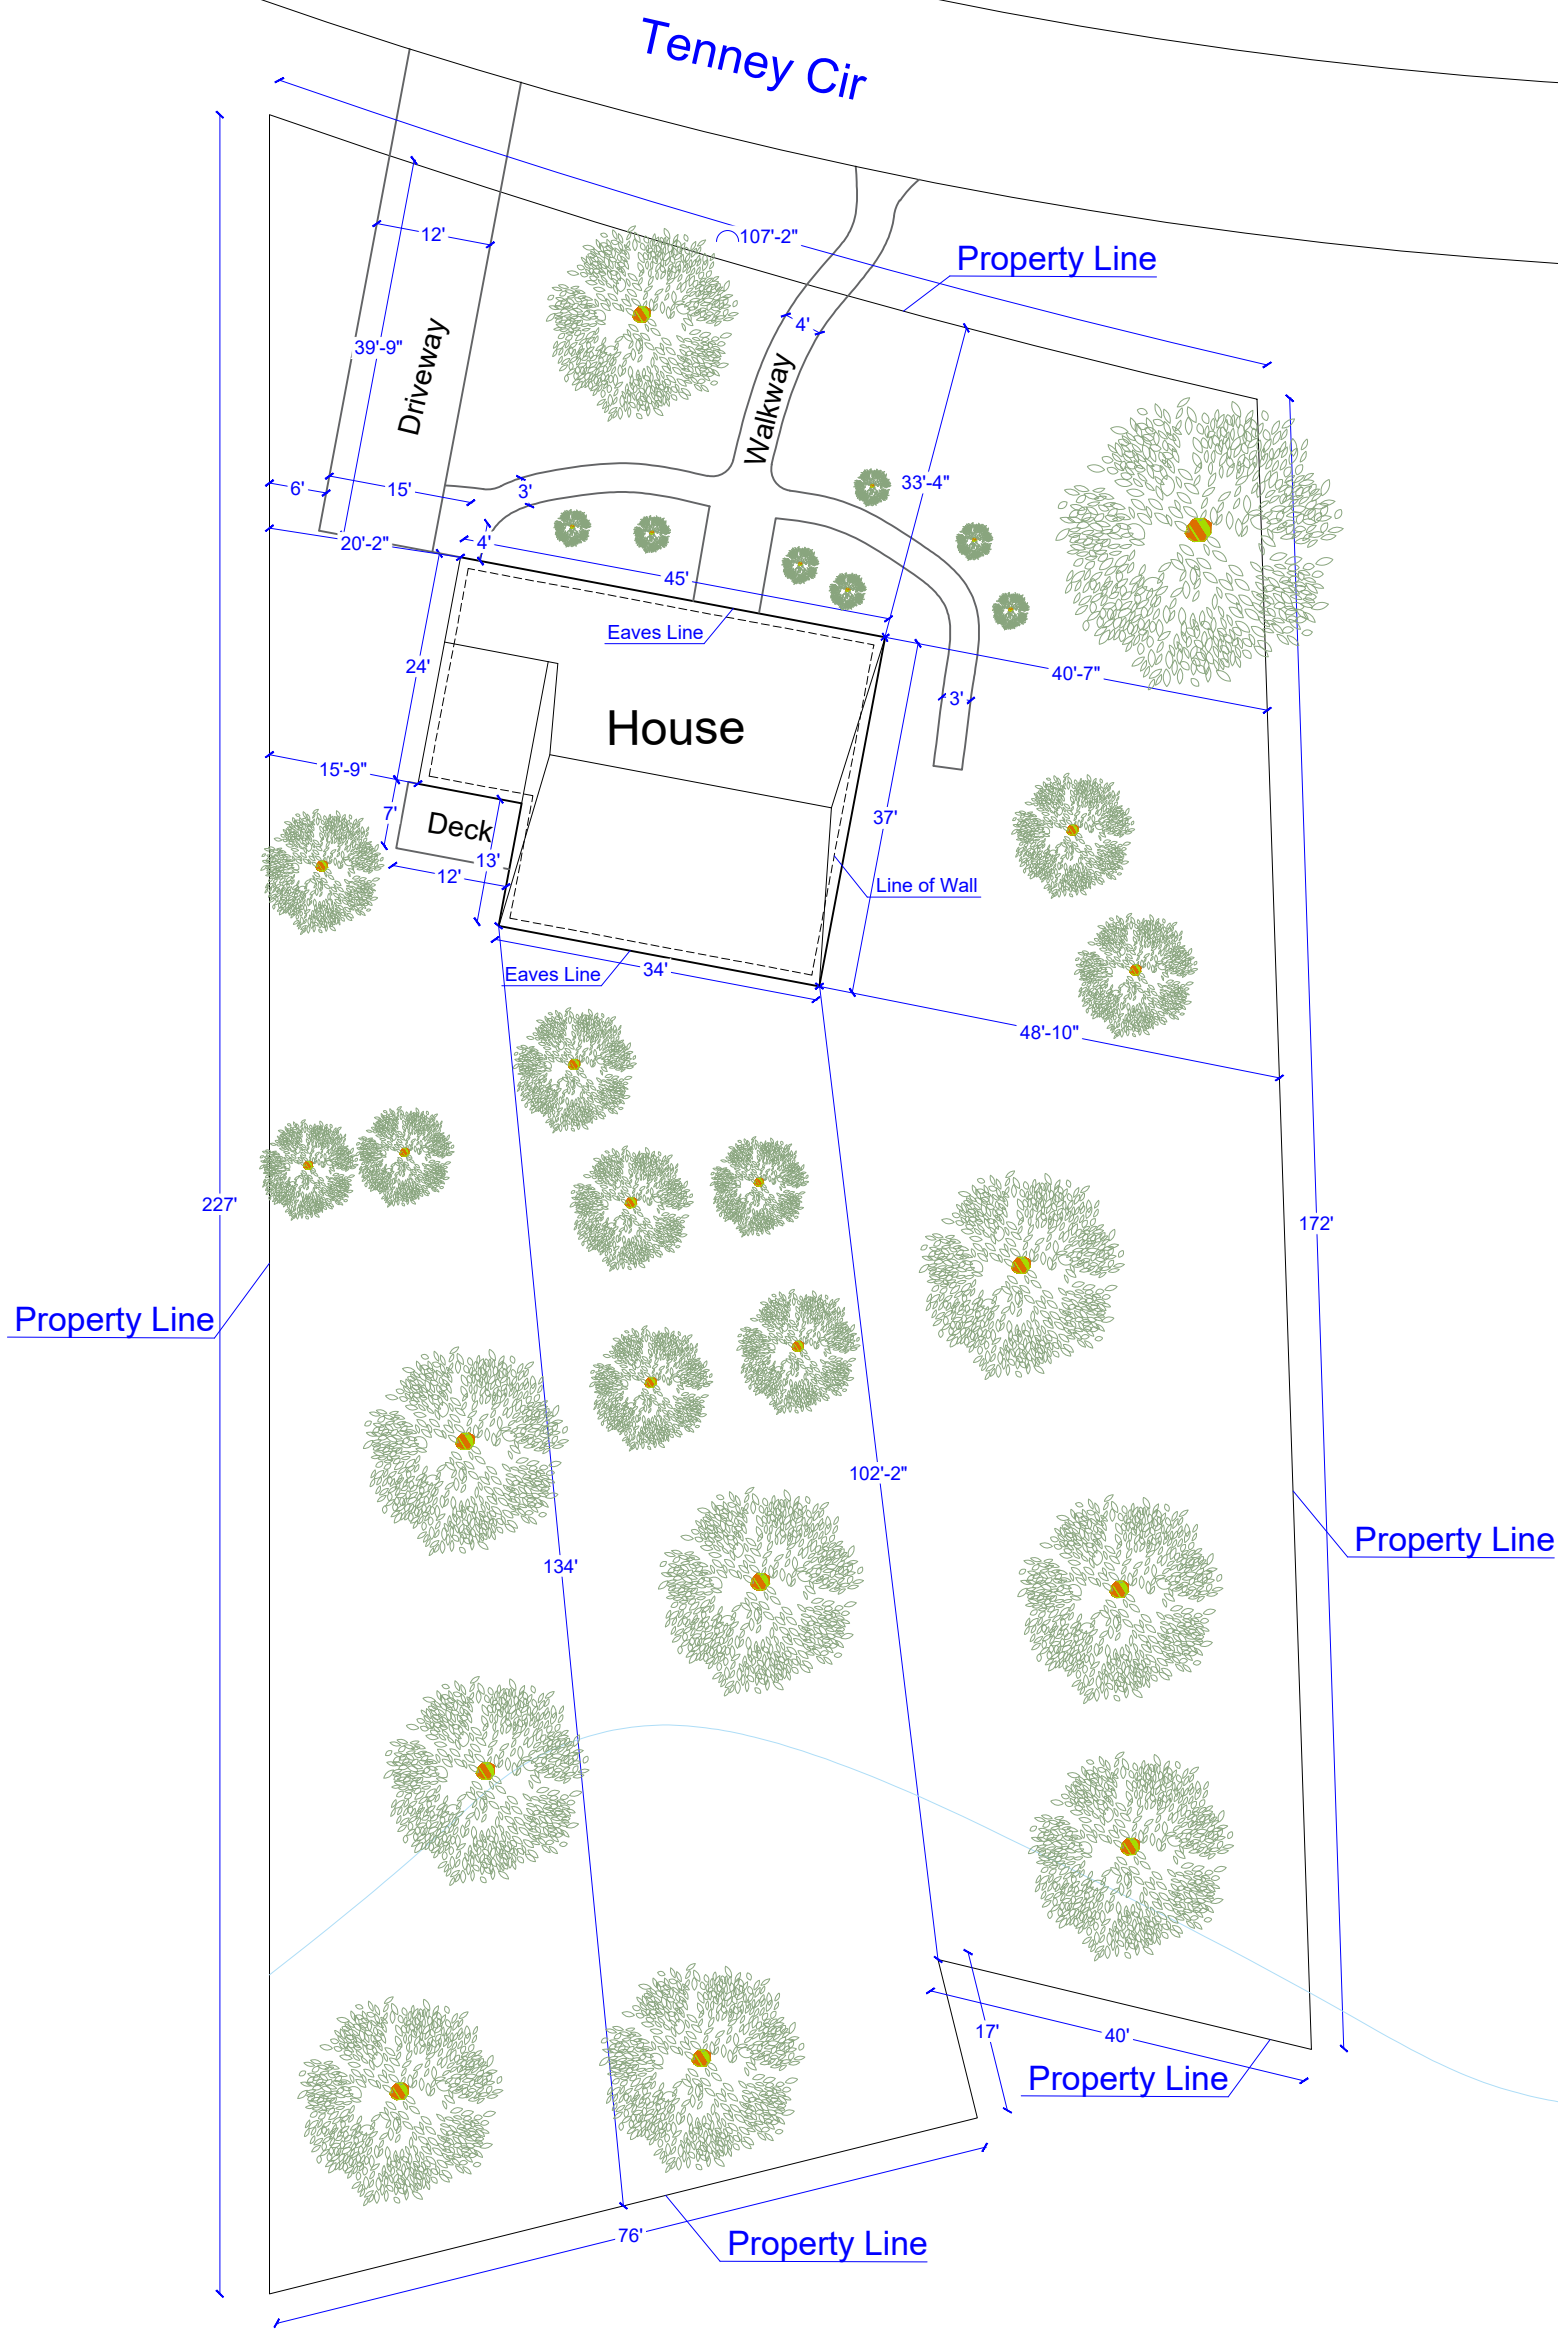 Tenney Cir
107'-2"
12'
Property Line
4'
39'-9"
Driveway
Walkway
33'-4"
6'
15'
3'
20'-2"
4'
45'
Eaves Line
24'
40'-7"
3'
House
15'-9"
7'
Deck
37'
13'
12'
Line of Wall
34'
Eaves Line
48'-10"
227'
172'
Property Line
102'-2"
Property Line
134'
17'
40'
Property Line
76'
Property Line